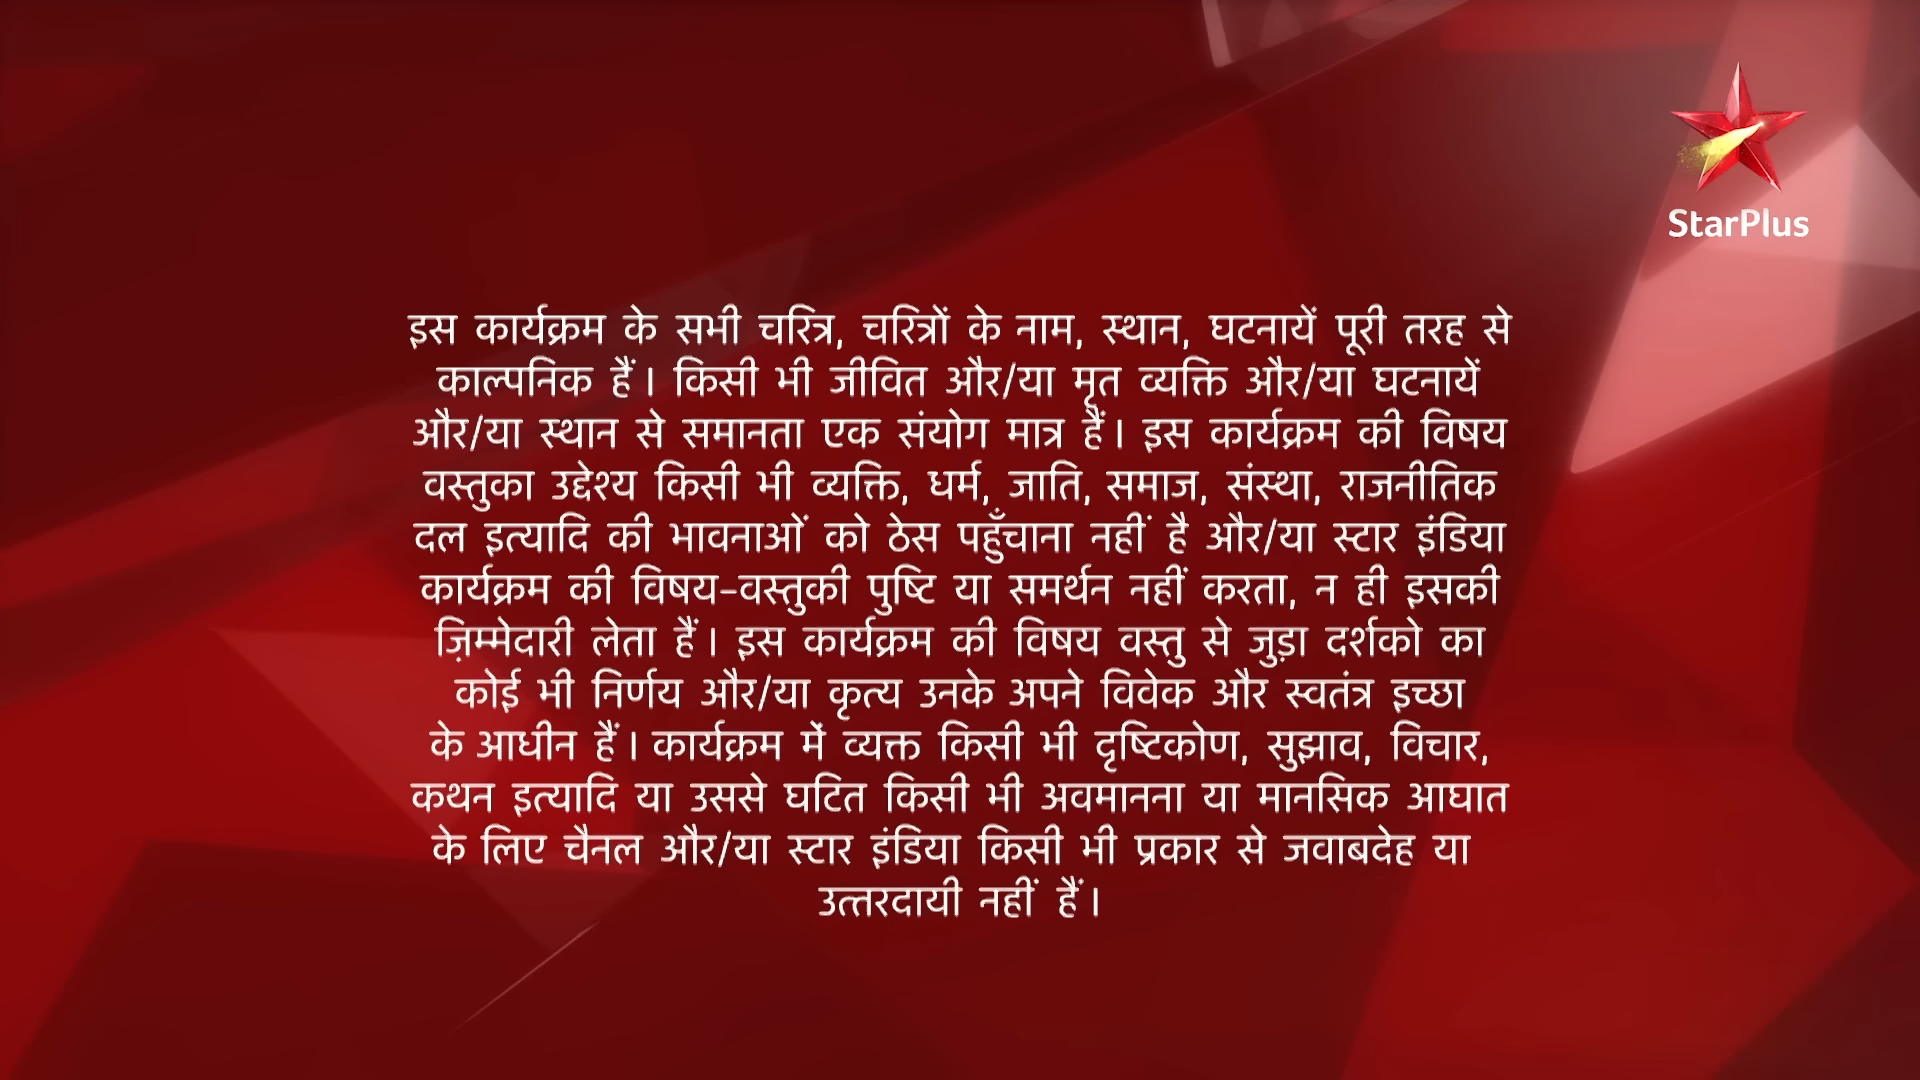 StarPlus
इस कार्यक्रम के सभी चरित्र, चरित्रों के नाम, स्थान, घटनायें पूरी तरह से
काल्पनिक हैं। किसी भी जीवित और/या मृत व्यक्ति और/या घटनायें
और/या स्थान से समानता एक संयोग मात्र हैं। इस कार्यक्रम की विषय
वस्तुका उद्देश्य किसी भी व्यक्ति, धर्म, जाति, समाज, संस्था, राजनीतिक
दल इत्यादि की भावनाओं को ठेस पहुँचाना नहीं है और/या स्टार इंडिया
कार्यक्रम की विषय-वस्तुकी पुष्टि या समर्थन नहीं करता, न ही इसकी
ज़िम्मेदारी लेता हैं। इस कार्यक्रम की विषय वस्तु से जुड़ा दर्शको का
कोई भी निर्णय और/या कृत्य उनके अपने विवेक और स्वतंत्र इच्छा
के आधीन हैं। कार्यक्रम में व्यक्त किसी भी दृष्टिकोण, सुझाव, विचार,
कथन इत्यादि या उससे घटित किसी भी अवमानना या मानसिक आघात
के लिए चैनल और/या स्टार इंडिया किसी भी प्रकार से जवाबदेह या
उत्तरदायी नहीं हैं।